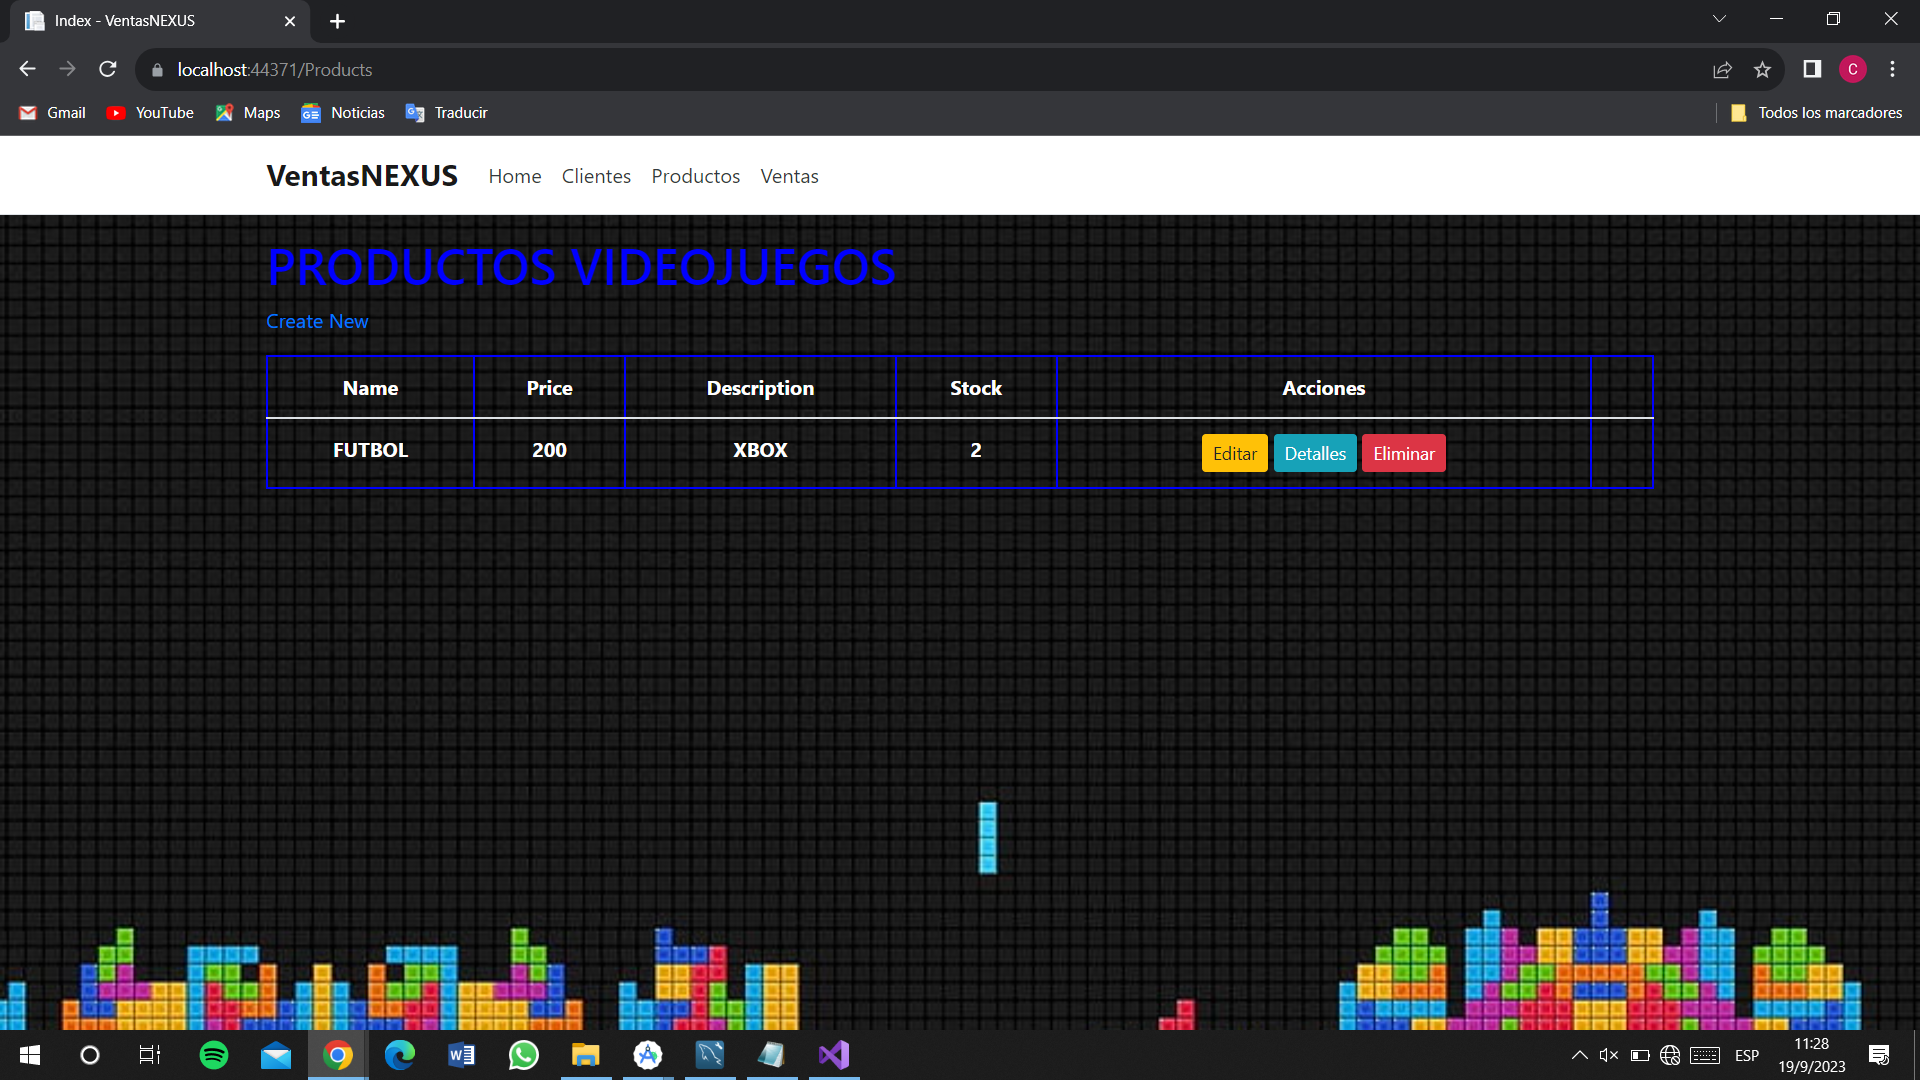 Index - VentasNEXUS
localhost:44371/Products
C
Gmail YouTube Maps Noticias Traducir Todos los marcadores
VentasNEXUS Home Clientes Productos Ventas
PRODUCTOS VIDEOJUEGOS
Create New
Name Price Description Stock Acciones
FUTBOL 200 XBOX 2 Editar Detalles Eliminar
ESP
11:28
19/9/2023